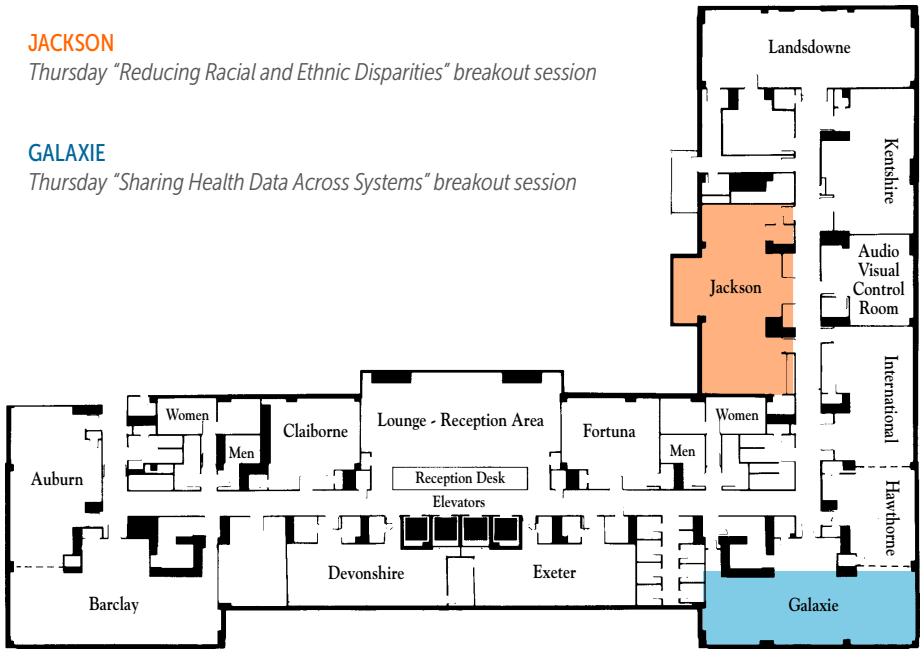 JACKSON
Thursday “Reducing Racial and Ethnic Disparities” breakout session
GALAXIE
Thursday “Sharing Health Data Across Systems” breakout session
Landsdowne
Kentshire
Audio
Visual
Control
Room
Jackson
International
Women
Claiborne
Lounge - Reception Area
Fortuna
Women
Men
Men
Auburn
Reception Desk
Elevators
Hawthorne
Devonshire
Exeter
Barclay
Galaxie